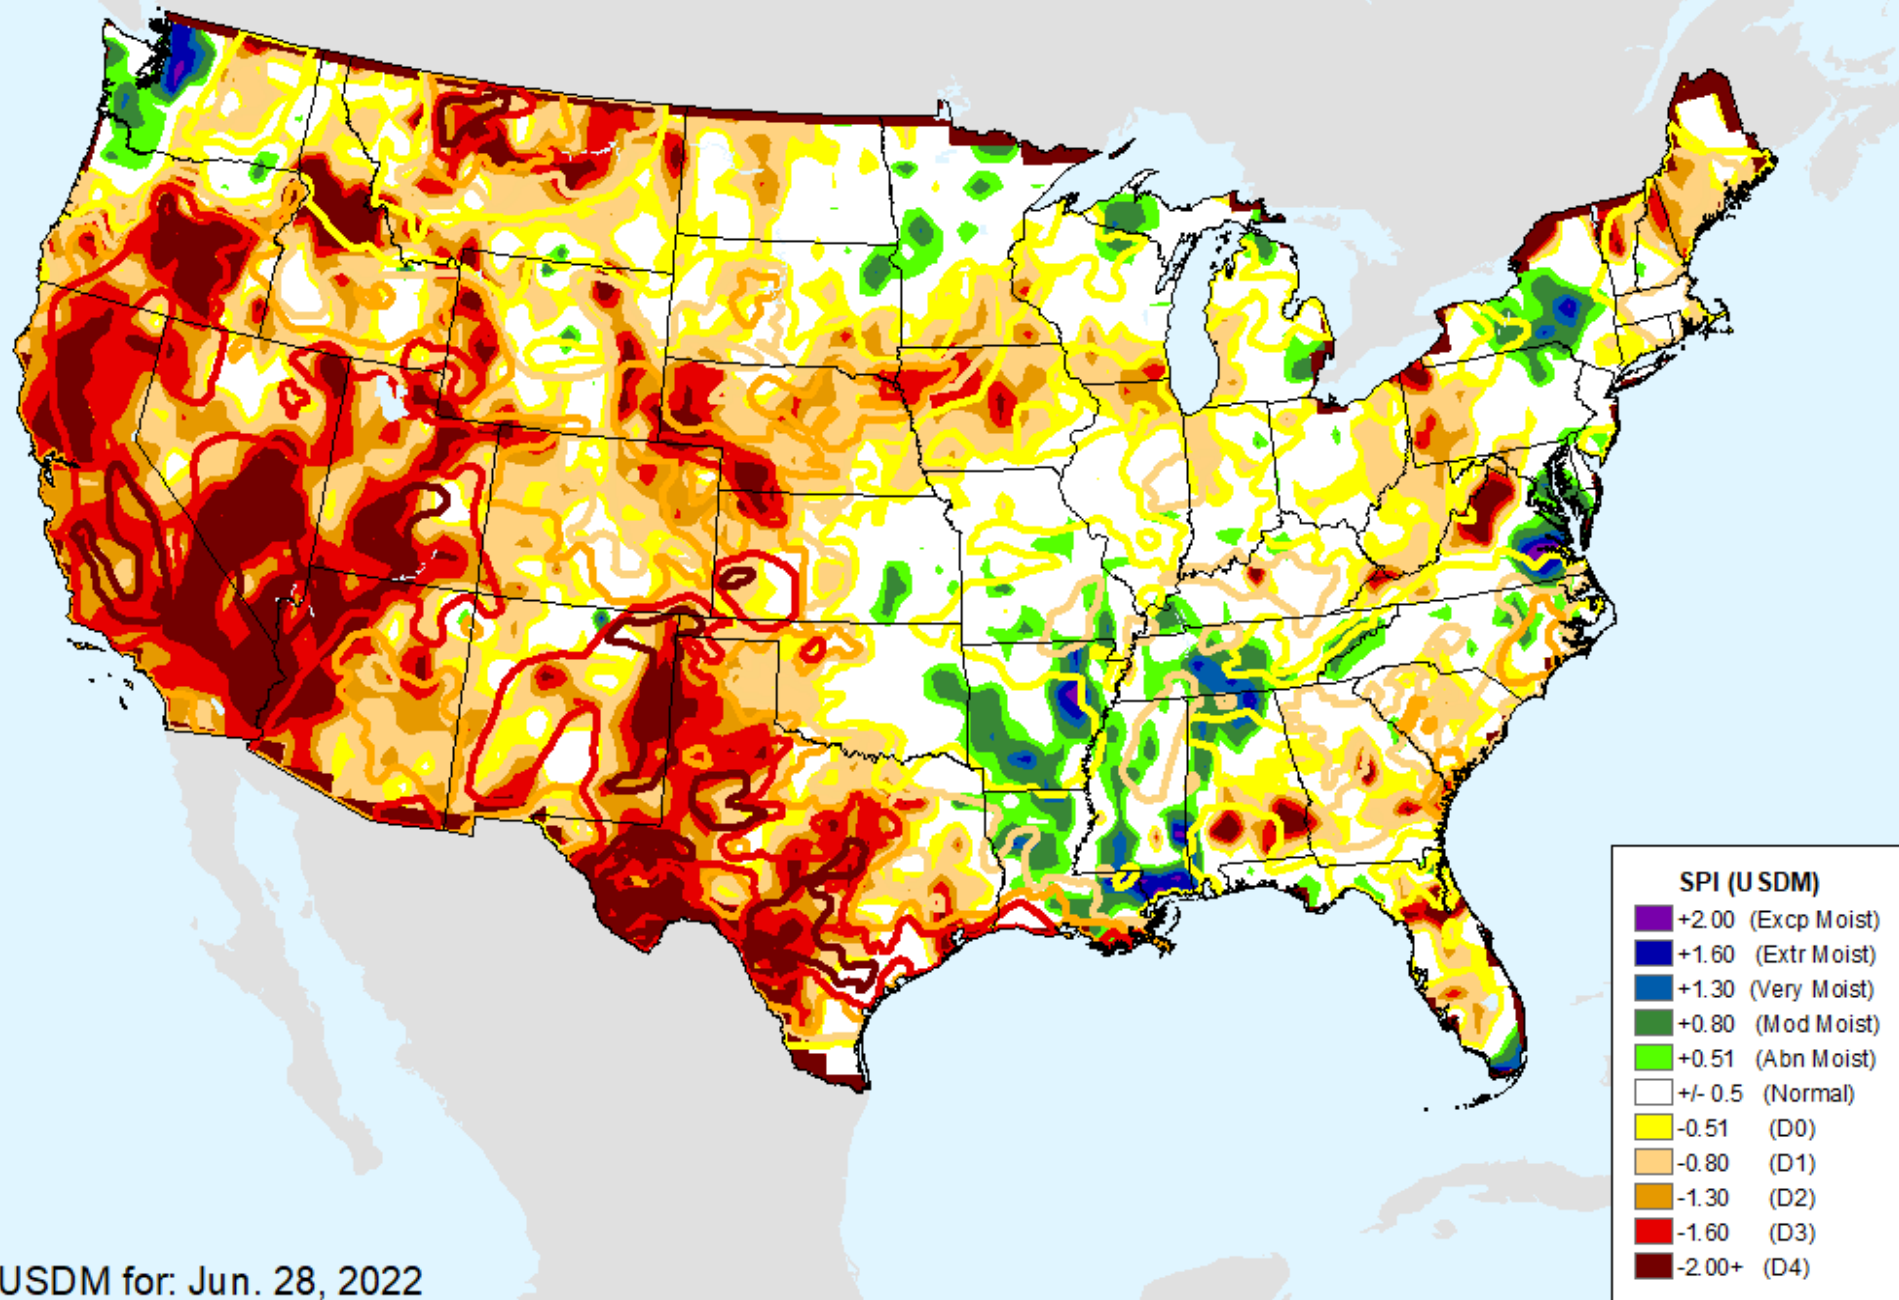 SPI (USDM)
+2.00 (Excp Moist)
+1.60 (Extr Moist)
+1.30 (Very Moist)
+0.80 (Mod Moist)
+0.51 (Abn Moist)
+/- 0.5 (Normal)
-0.51 (D0)
-0.80 (D1)
-1.30 (D2)
-1.60 (D3)
-2.00+ (D4)
USDM for: Jun. 28, 2022